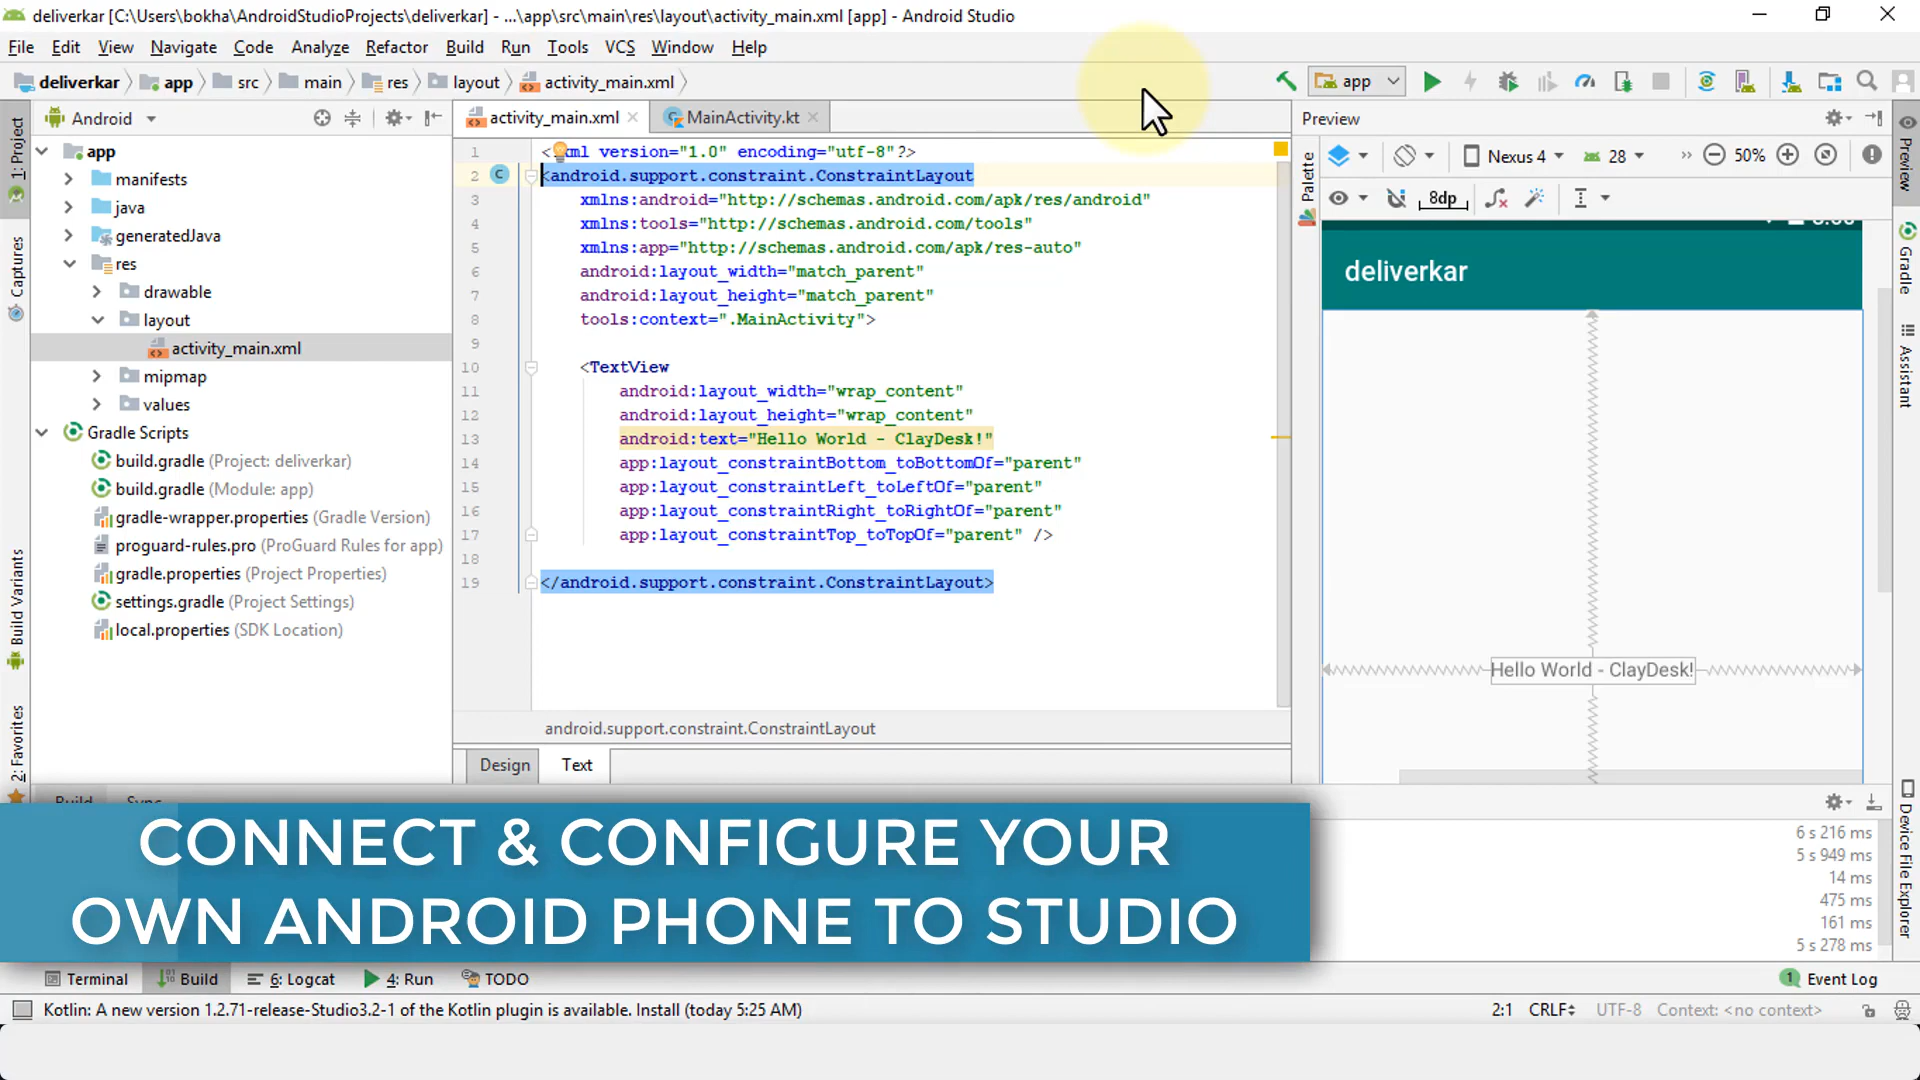 deliverkar [C:\Users\bokha\AndroidStudioProjects\deliverkar] - ...\app\src\main\res\layout\activity_main.xml [app] - Android Studio
File Edit View Navigate Code Analyze Refactor Build Run Tools VCS Window Help
deliverkar app src main res layout activity_main.xml app
Android
activity_main.xml MainActivity.kt
Preview
1: Project
Captures
Build Variants
2: Favorites
app
manifests
java
generatedJava
res
drawable
layout
activity_main.xml
mipmap
values
Gradle Scripts
build.gradle (Project: deliverkar)
build.gradle (Module: app)
gradle-wrapper.properties (Gradle Version)
proguard-rules.pro (ProGuard Rules for app)
gradle.properties (Project Properties)
settings.gradle (Project Settings)
local.properties (SDK Location)
1 < xml version="1.0" encoding="utf-8"?>
2 C <android.support.constraint.ConstraintLayout
3 xmlns:android="http://schemas.android.com/apk/res/android"
4 xmlns:tools="http://schemas.android.com/tools"
5 xmlns:app="http://schemas.android.com/apk/res-auto"
6 android:layout_width="match_parent"
7 android:layout_height="match_parent"
8 tools:context=".MainActivity">
9
10 <TextView
11 android:layout_width="wrap_content"
12 android:layout_height="wrap_content"
13 android:text="Hello World - ClayDesk!"
14 app:layout_constraintBottom_toBottomOf="parent"
15 app:layout_constraintLeft_toLeftOf="parent"
16 app:layout_constraintRight_toRightOf="parent"
17 app:layout_constraintTop_toTopOf="parent" />
18
19 </android.support.constraint.ConstraintLayout>
android.support.constraint.ConstraintLayout
Design Text
Palette
Nexus 4 28 » 50%
8dp
deliverkar
Hello World - ClayDesk!
Preview
Gradle
Assistant
Device File Explorer
Build Sync
CONNECT & CONFIGURE YOUR
OWN ANDROID PHONE TO STUDIO
6 s 216 ms
5 s 949 ms
14 ms
475 ms
161 ms
5 s 278 ms
Terminal Build 6: Logcat 4: Run TODO 1 Event Log
Kotlin: A new version 1.2.71-release-Studio3.2-1 of the Kotlin plugin is available. Install (today 5:25 AM) 2:1 CRLF UTF-8 Context: <no context>